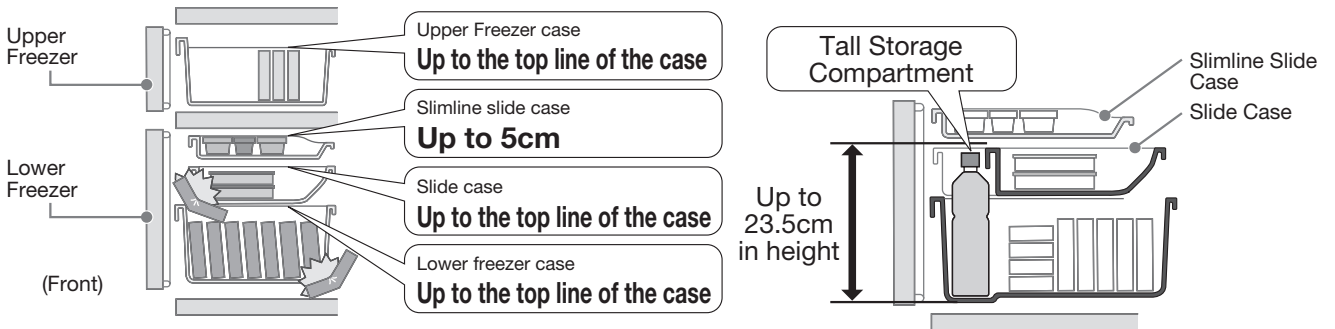 Upper
Freezer
Upper Freezer case
Up to the top line of the case
Slimline slide case
Up to 5cm
Lower
Freezer
Slide case
Up to the top line of the case
Lower freezer case
Up to the top line of the case
(Front)
Tall Storage
Compartment
Slimline Slide
Case
Slide Case
Up to
23.5cm
in height